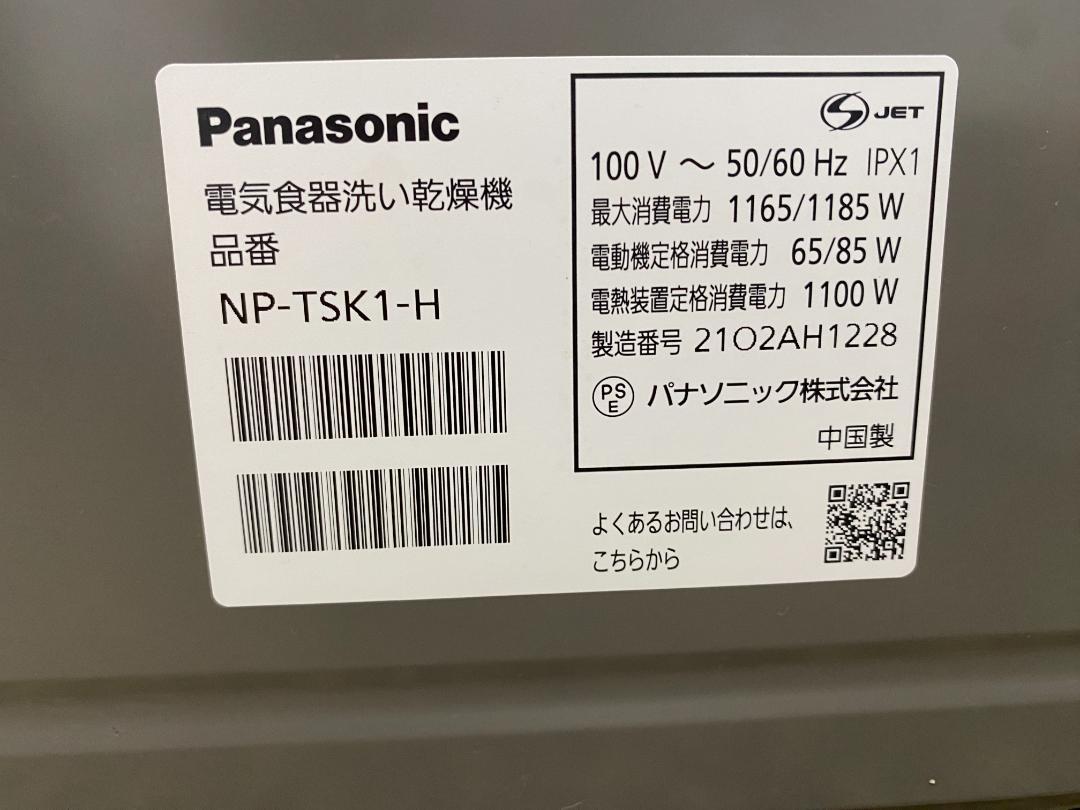 Panasonic
電気食器洗い乾燥機
品番
NP-TSK1-H
S JET
100 V ～ 50/60 Hz IPX1
最大消費電力 1165/1185 W
電動機定格消費電力 65/85 W
電熱装置定格消費電力 1100 W
製造番号 21O2AH1228
PS
E
パナソニック株式会社
中国製
よくあるお問い合わせは、
こちらから